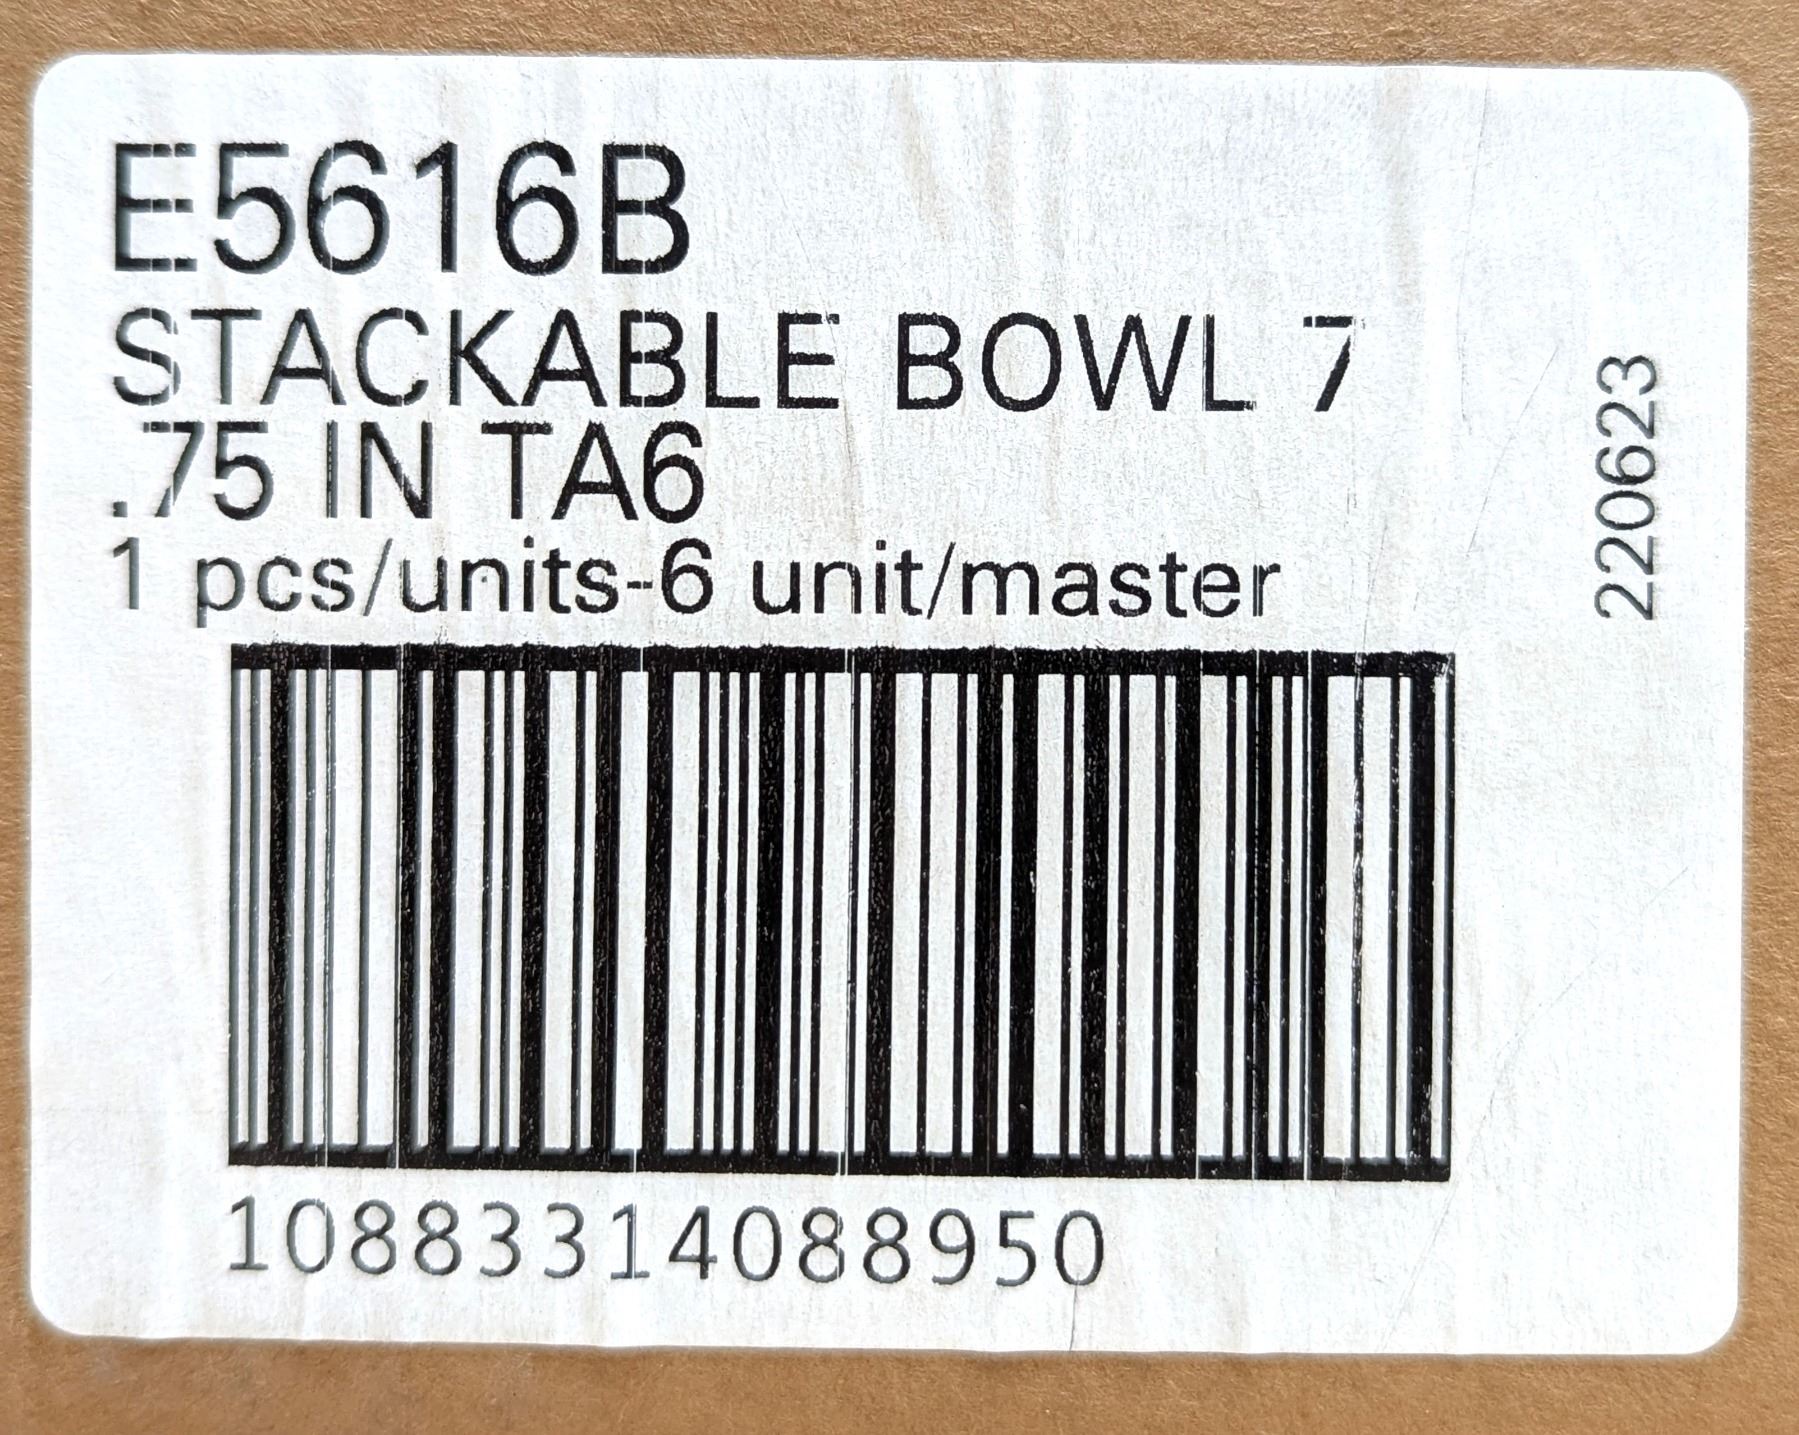 E5616B
STACKABLE BOWL 7
.75 IN TA6
1 pcs/units-6 unit/master
220623
10883314088950